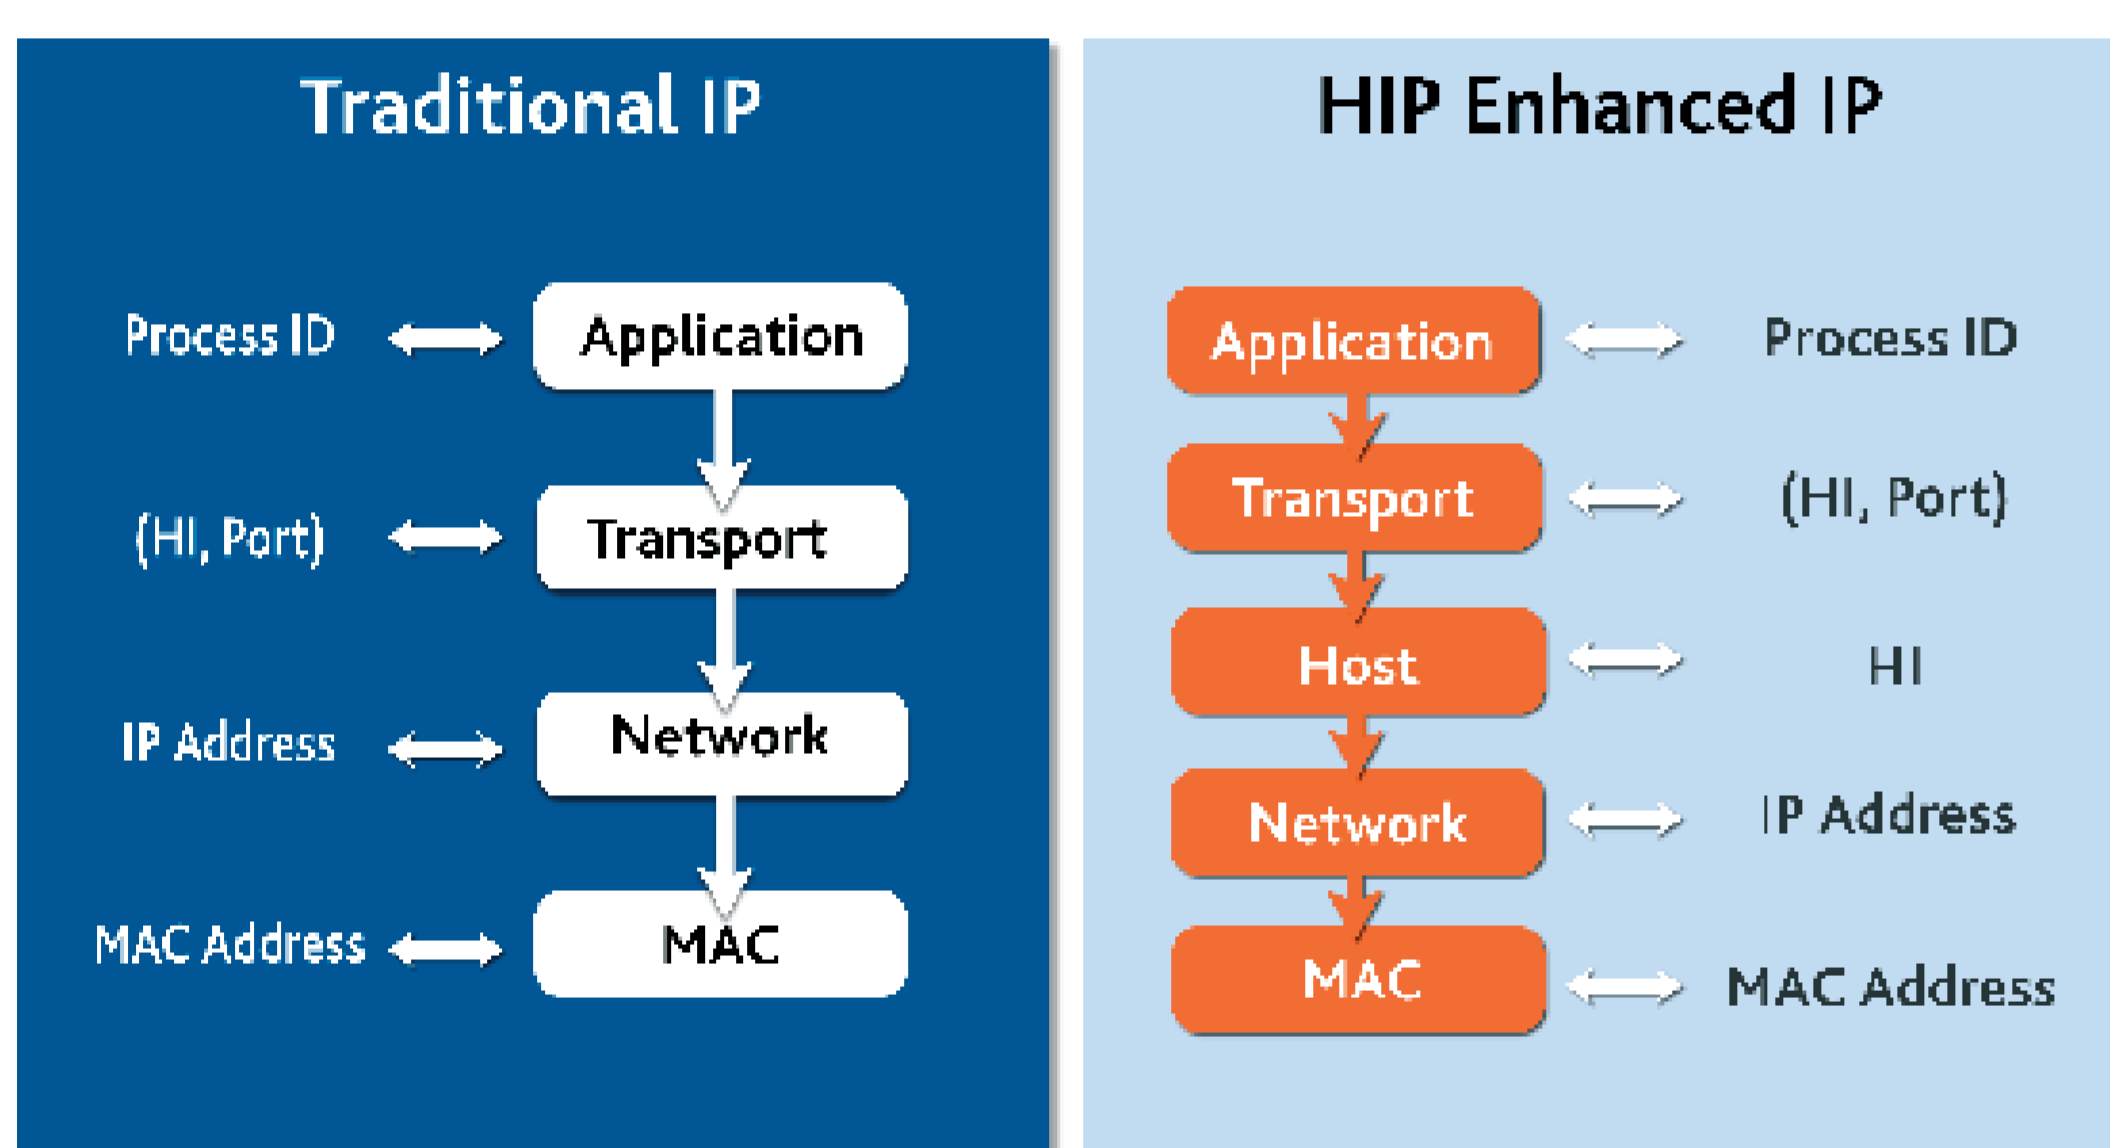 Traditional IP
Process ID
Application
(HI, Port)
Transport
IP Address
Network
MAC Address
MAC
HIP Enhanced IP
Application
Process ID
Transport
(HI, Port)
Host
HI
Network
IP Address
MAC
MAC Address